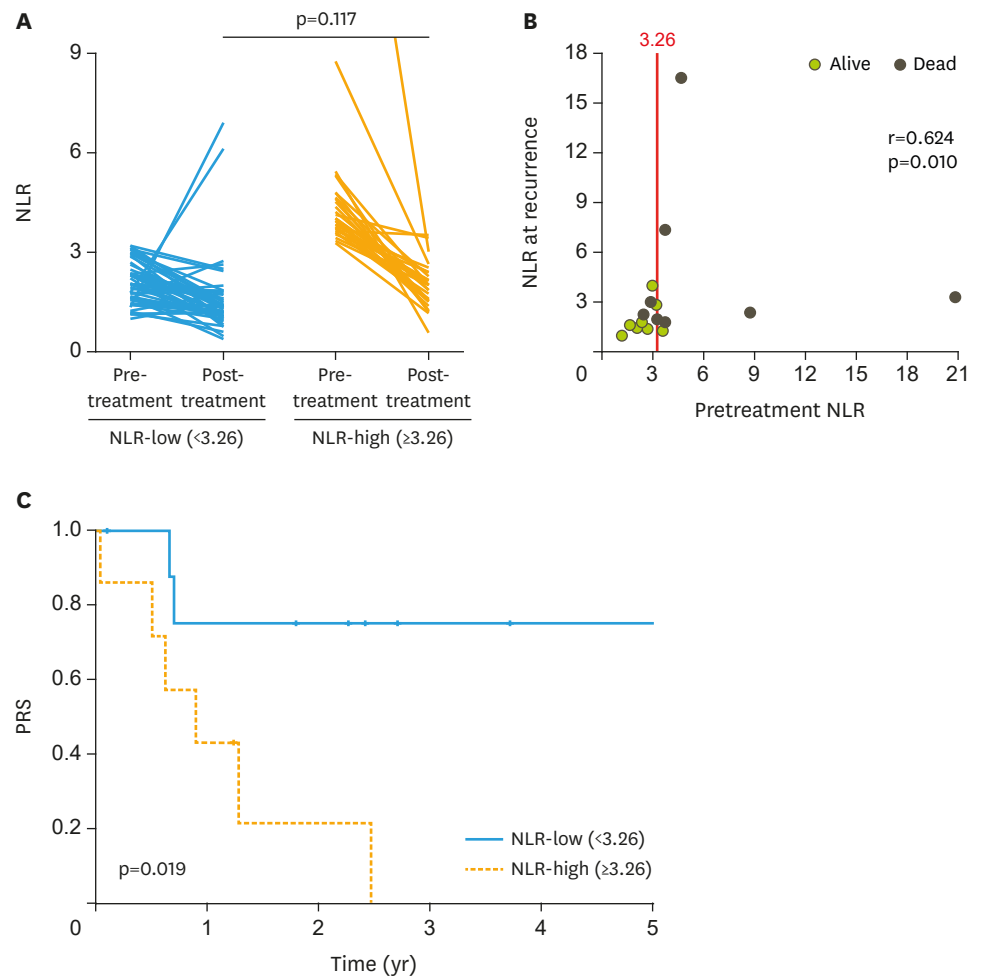 A
p=0.117
9
6
3
0
NLR
Pre-
treatment
Post-
treatment
Pre-
treatment
Post-
treatment
NLR-low (<3.26)
NLR-high (≥3.26)
B
3.26
18
15
12
9
6
3
0
3
6
9
12
15
18
21
NLR at recurrence
Pretreatment NLR
Alive
Dead
r=0.624
p=0.010
C
1.0
0.8
0.6
0.4
0.2
0
1
2
3
4
5
PRS
Time (yr)
p=0.019
NLR-low (<3.26)
NLR-high (≥3.26)